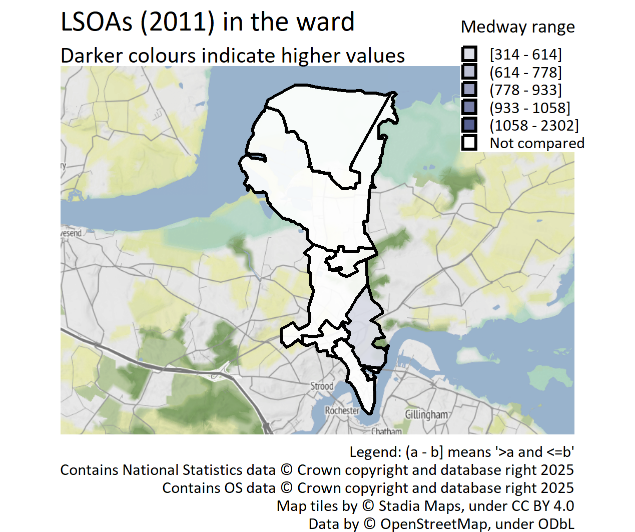 LSOAs (2011) in the ward
Darker colours indicate higher values
Medway range
[314 - 614]
(614 - 778]
(778 - 933]
(933 - 1058]
(1058 - 2302]
Not compared
ry
vesend
Strood
Rochester
Gillingham
Chatham
Legend: (a - b] means '>a and <=b'
Contains National Statistics data © Crown copyright and database right 2025
Contains OS data © Crown copyright and database right 2025
Map tiles by © Stadia Maps, under CC BY 4.0
Data by © OpenStreetMap, under ODbL